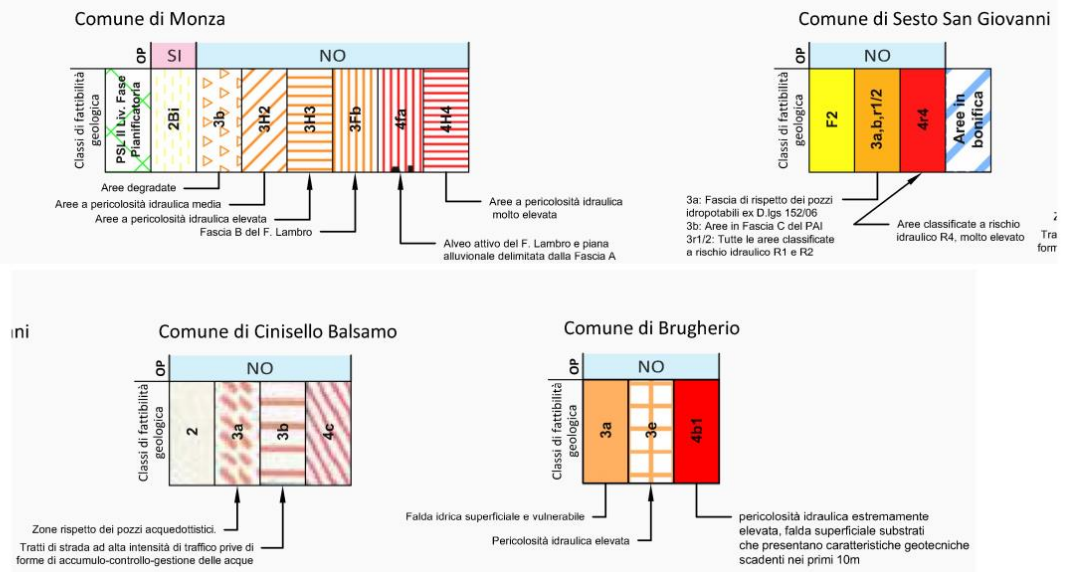 Comune di Monza
OP
SI
NO
Classi di fattibilità
geologica
PSL II Liv. Fase
Pianificatoria
2Bi
3b
3H2
3H3
3Fb
4fa
4H4
Aree degradate
Aree a pericolosità idraulica media
Aree a pericolosità idraulica elevata
Fascia B del F. Lambro
Aree a pericolosità idraulica
molto elevata
Alveo attivo del F. Lambro e piana
alluvionale delimitata dalla Fascia A
Comune di Sesto San Giovanni
OP
NO
Classi di fattibilità
geologica
F2
3a,b,r1/2
4r4
Aree in
bonifica
3a: Fascia di rispetto dei pozzi
idropotabili ex D.lgs 152/06
3b: Aree in Fascia C del PAI
3r1/2: Tutte le aree classificate
a rischio idraulico R1 e R2
Aree classificate a rischio
idraulico R4, molto elevato
Tra
form
ni
Comune di Cinisello Balsamo
OP
NO
Classi di fattibilità
geologica
2
3a
3b
4c
Zone rispetto dei pozzi acquedottistici.
Tratti di strada ad alta intensità di traffico prive di
forme di accumulo-controllo-gestione delle acque
Comune di Brugherio
OP
NO
Classi di fattibilità
geologica
3a
3e
4b1
Falda idrica superficiale e vulnerabile
Pericolosità idraulica elevata
pericolosità idraulica estremamente
elevata, falda superficiale substrati
che presentano caratteristiche geotecniche
scadenti nei primi 10m